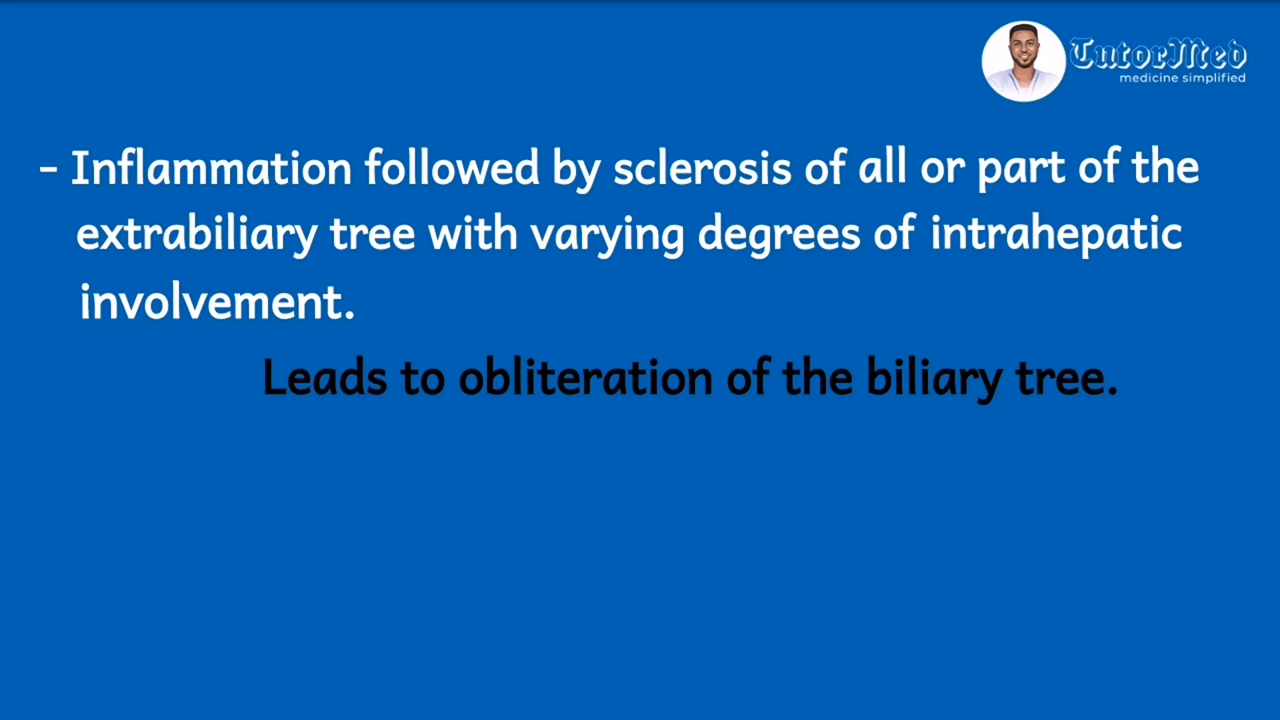 TutorMed
medicine simplified
- Inflammation followed by sclerosis of all or part of the
extrabiliary tree with varying degrees of intrahepatic
involvement.
Leads to obliteration of the biliary tree.